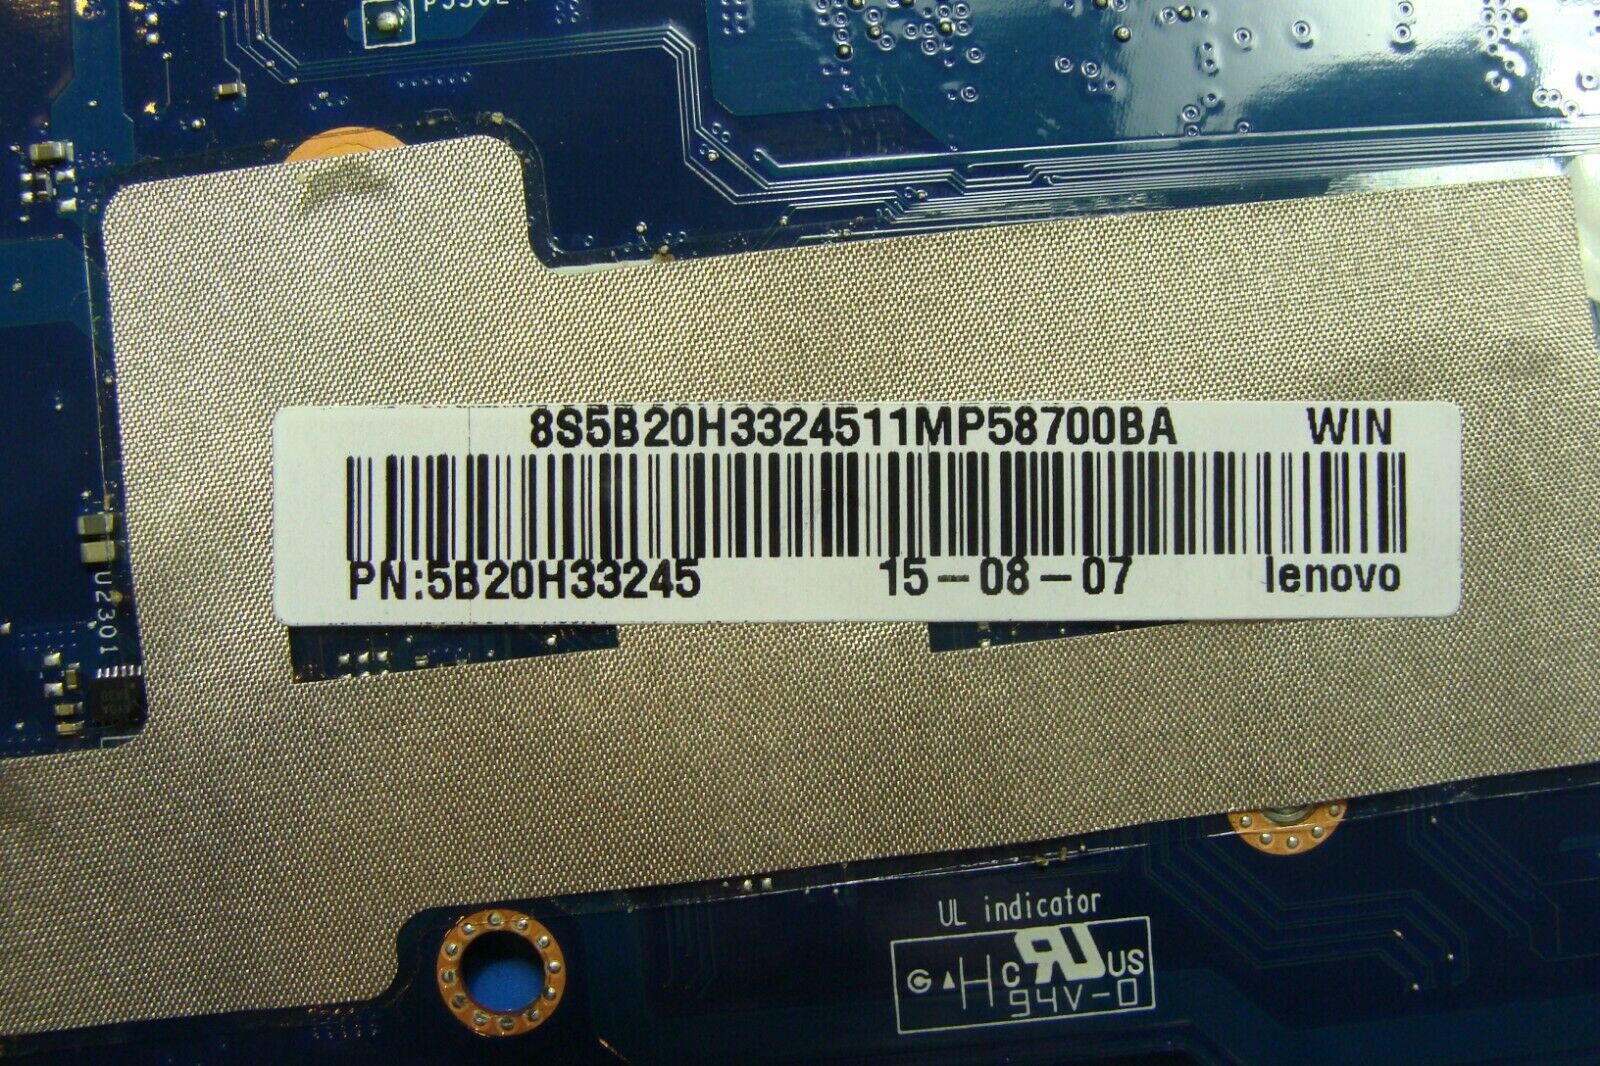 8S5B20H3324511MP58700BA WIN
PN:5B20H33245 15-08-07 lenovo
U2301
UL indicator
H C US
94V-0